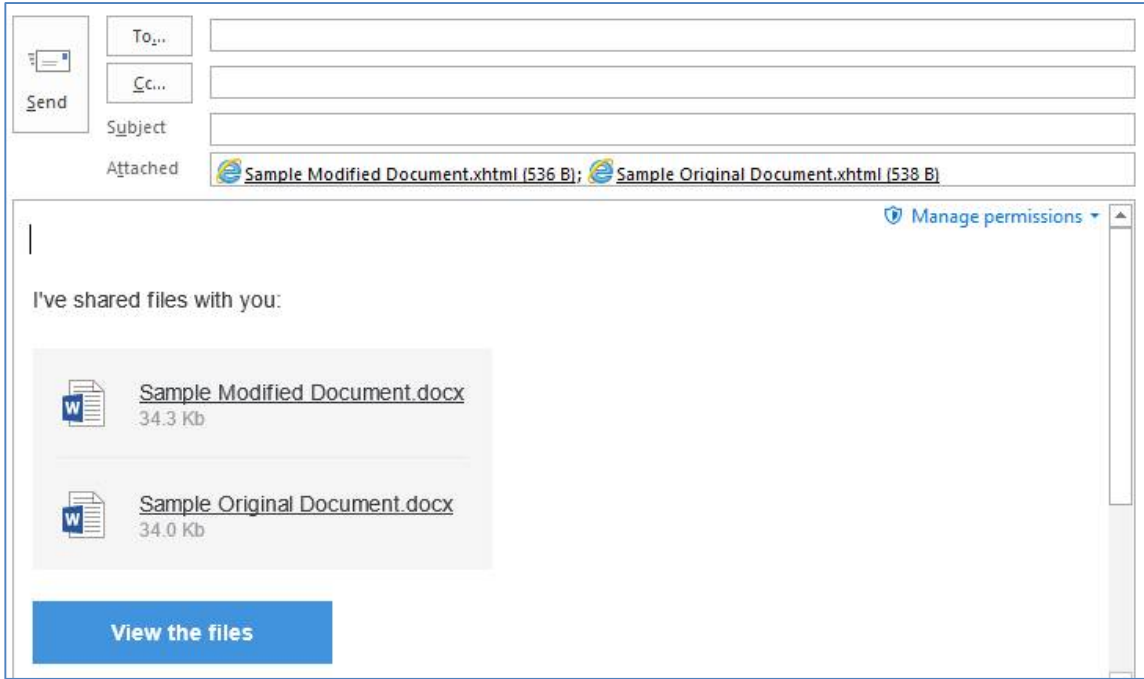 To...
Cc...
Send
Subject
Attached
Sample Modified Document.xhtml (536 B); Sample Original Document.xhtml (538 B)
Manage permissions
I've shared files with you:
W
Sample Modified Document.docx
34.3 Kb
W
Sample Original Document.docx
34.0 Kb
View the files